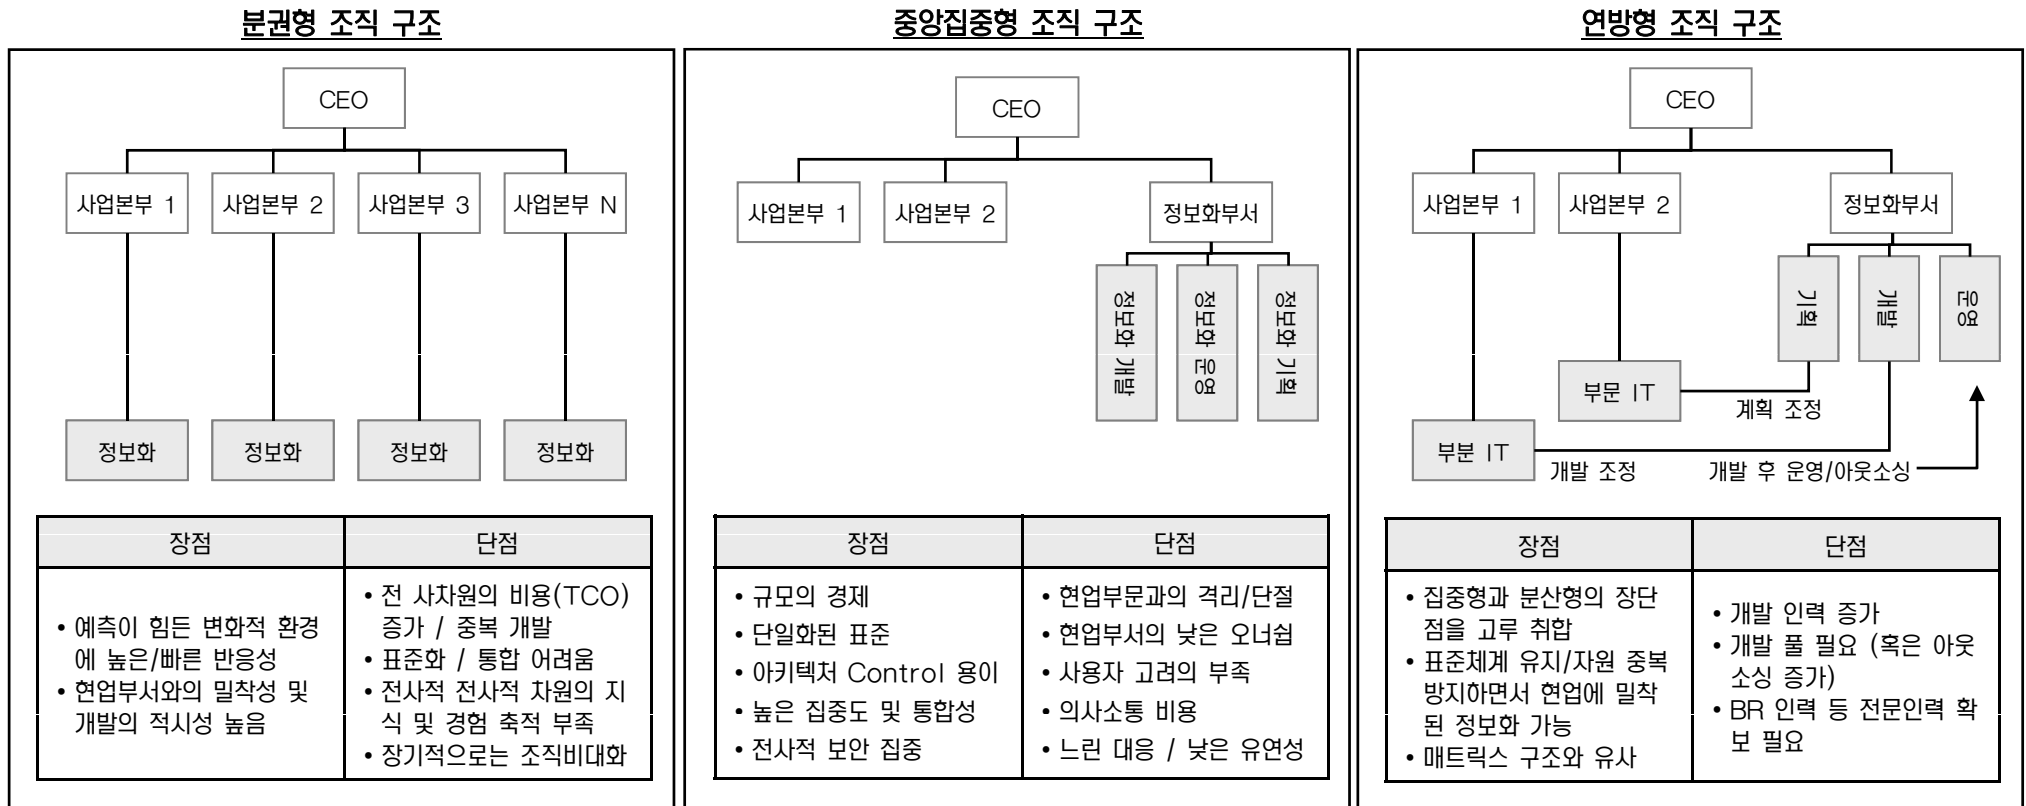 분권형 조직 구조
CEO
사업본부 1
사업본부 2
사업본부 3
사업본부 N
정보화
정보화
정보화
정보화
장점
단점
• 예측이 힘든 변화적 환경
에 높은/빠른 반응성
• 현업부서와의 밀착성 및
개발의 적시성 높음
• 전 사차원의 비용(TCO)
증가 / 중복 개발
• 표준화 / 통합 어려움
• 전사적 전사적 차원의 지
식 및 경험 축적 부족
• 장기적으로는 조직비대화
중앙집중형 조직 구조
CEO
사업본부 1
사업본부 2
정보화부서
정보화 개발
정보화 운영
정보화 기획
장점
단점
• 규모의 경제
• 단일화된 표준
• 아키텍처 Control 용이
• 높은 집중도 및 통합성
• 전사적 보안 집중
• 현업부문과의 격리/단절
• 현업부서의 낮은 오너쉽
• 사용자 고려의 부족
• 의사소통 비용
• 느린 대응 / 낮은 유연성
연방형 조직 구조
CEO
사업본부 1
사업본부 2
정보화부서
기획
개발
운영
부문 IT
계획 조정
부분 IT
개발 조정
개발 후 운영/아웃소싱
장점
단점
• 집중형과 분산형의 장단
점을 고루 취합
• 표준체계 유지/자원 중복
방지하면서 현업에 밀착
된 정보화 가능
• 매트릭스 구조와 유사
• 개발 인력 증가
• 개발 풀 필요 (혹은 아웃
소싱 증가)
• BR 인력 등 전문인력 확
보 필요